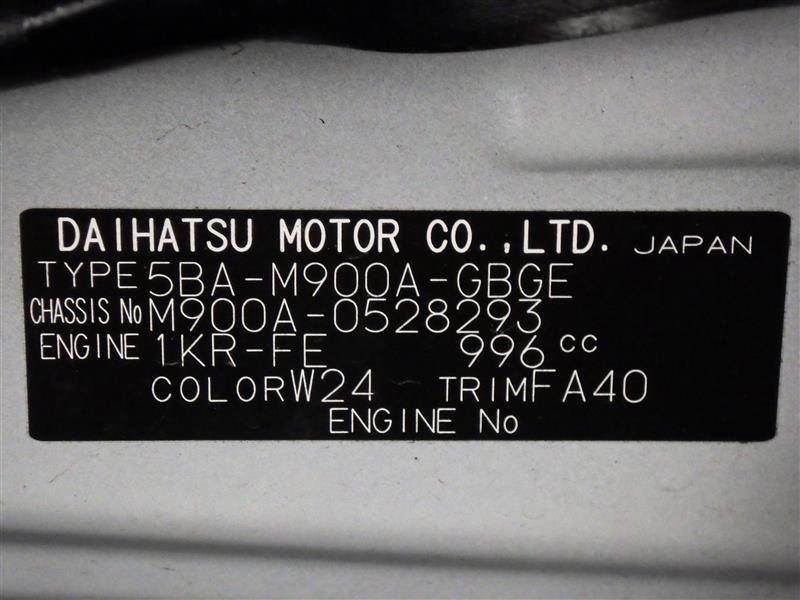 DAIHATSU MOTOR CO.,LTD. JAPAN
TYPE 5BA-M900A-GBGE
CHASSIS No M900A-0528293
ENGINE 1KR-FE 996 cc
COLOR W24 TRIM FA40
ENGINE No